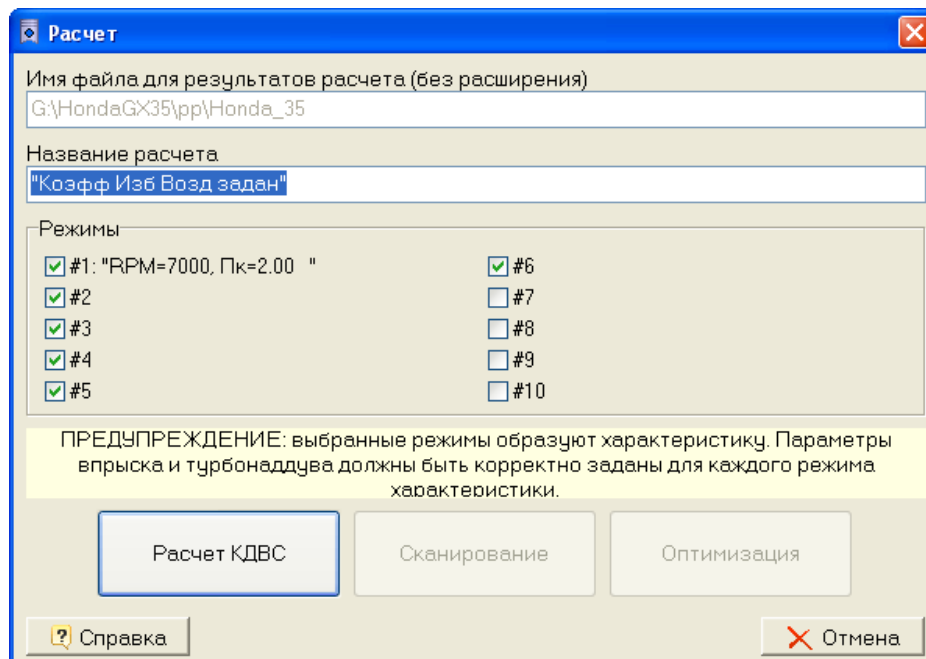 Расчет
Имя файла для результатов расчета (без расширения)
G:\HondaGX35\pp\Honda_35
Название расчета
"Коэфф Изб Возд задан"
Режимы
#1: "RPM=7000, Пк=2.00 "
#2
#3
#4
#5
#6
#7
#8
#9
#10
ПРЕДУПРЕЖДЕНИЕ: выбранные режимы образуют характеристику. Параметры
впрыска и турбонаддува должны быть корректно заданы для каждого режима
характеристики.
Расчет КДВС
Сканирование
Оптимизация
Справка
Отмена